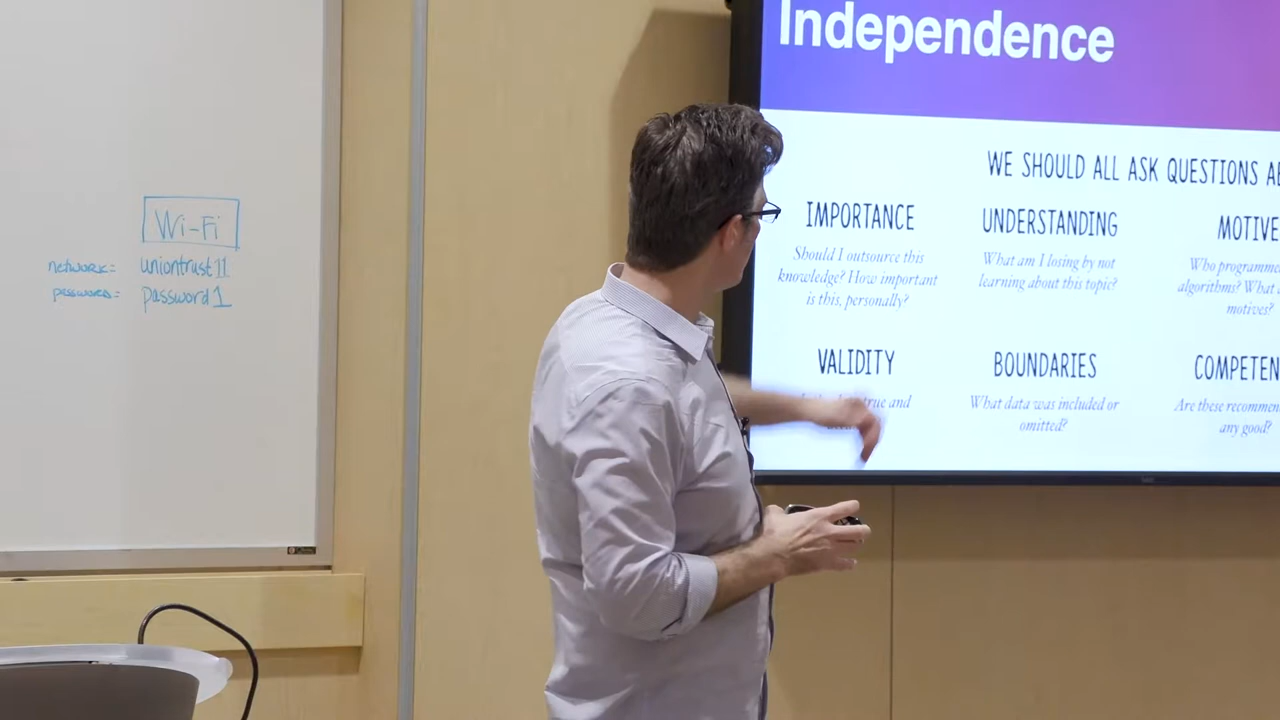 Wi-Fi
network= uniontrust11
password= password1
Independence
WE SHOULD ALL ASK QUESTIONS
IMPORTANCE
Should I outsource this
knowledge? How important
is this, personally?
UNDERSTANDING
What am I losing by not
learning about this topic?
MOTIVE
Who programme
algorithms? What
motives?
VALIDITY
true and
BOUNDARIES
What data was included or
omitted?
COMPETEN
Are these recommen
any good?